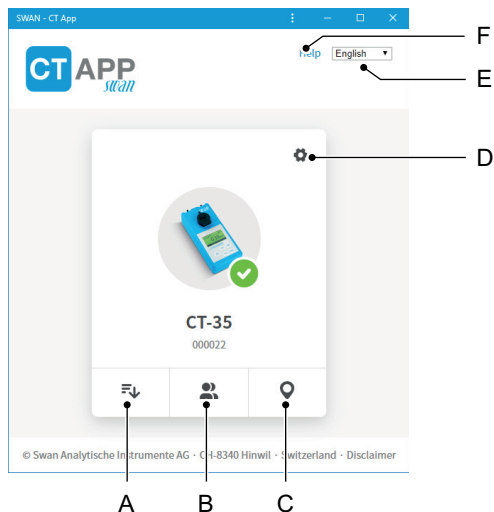 SWAN - CT App
F
Help English
E
CT APP
swan
D
CT-35
000022
© Swan Analytische Instrumente AG · CH-8340 Hinwil · Switzerland · Disclaimer
A B C